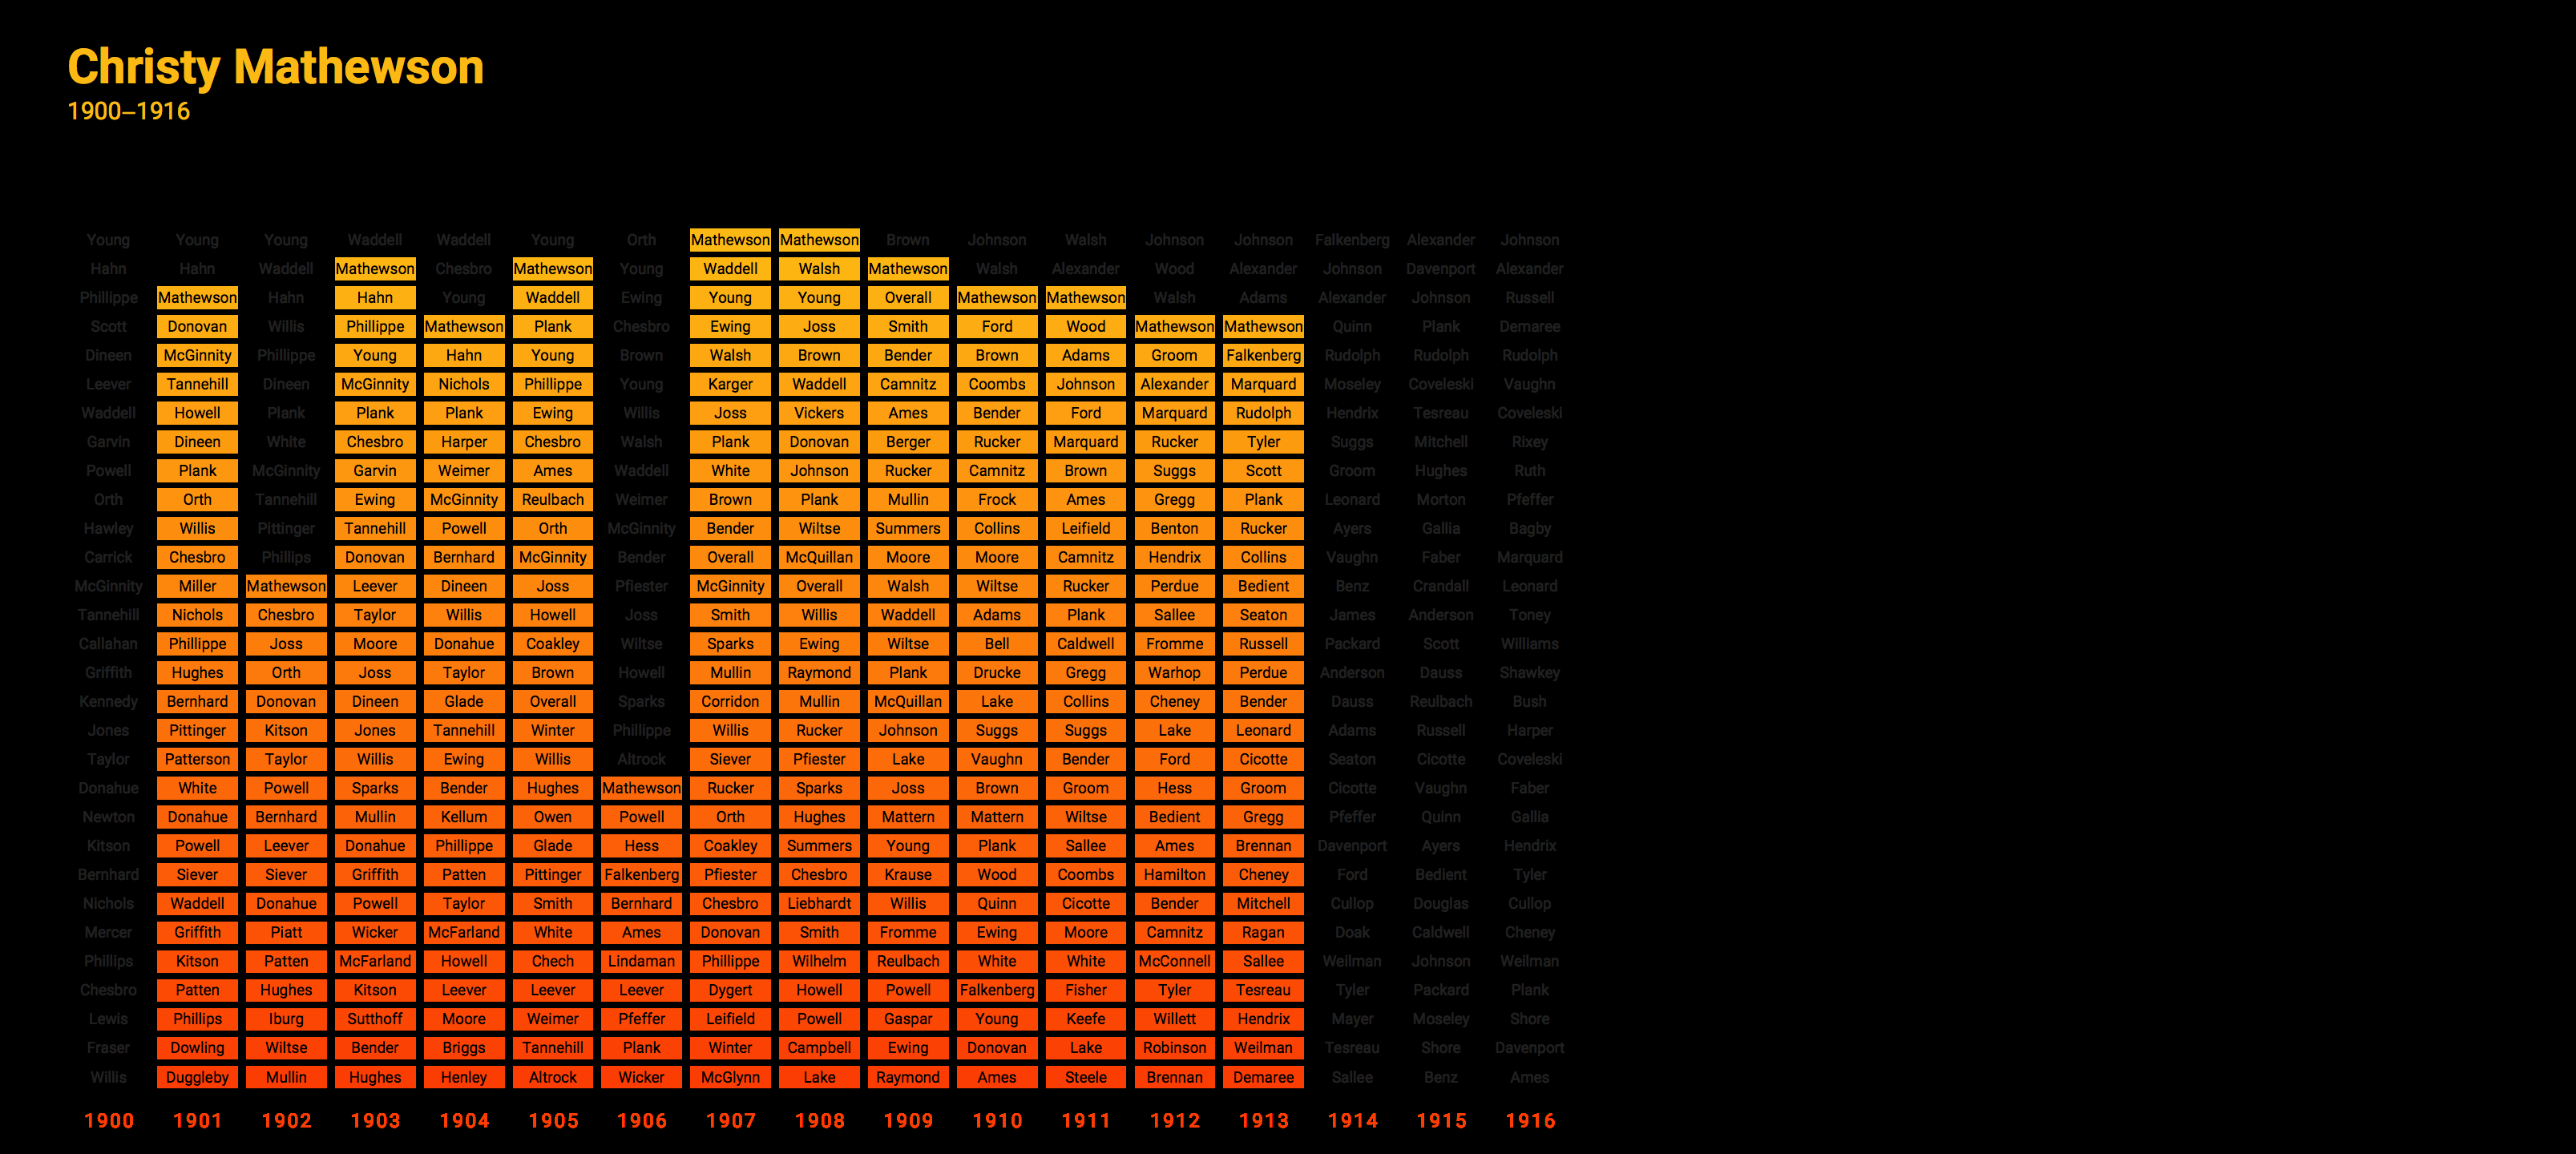 Christy Mathewson
1900–1916
Young Young Young Waddell Waddell Young Orth Mathewson Mathewson Brown Johnson Walsh Johnson Johnson Falkenberg Alexander Johnson
Hahn Hahn Waddell Mathewson Chesbro Mathewson Young Waddell Walsh Mathewson Walsh Alexander Wood Alexander Johnson Davenport Alexander
Phillippe Mathewson Hahn Hahn Young Waddell Ewing Young Young Overall Mathewson Mathewson Walsh Adams Alexander Johnson Russell
Scott Donovan Willis Phillippe Mathewson Plank Chesbro Ewing Joss Smith Ford Wood Mathewson Mathewson Quinn Plank Demaree
Dineen McGinnity Phillippe Young Hahn Young Brown Walsh Brown Bender Brown Adams Groom Falkenberg Rudolph Rudolph Rudolph
Leever Tannehill Dineen McGinnity Nichols Phillippe Young Karger Waddell Camnitz Coombs Johnson Alexander Marquard Moseley Coveleski Vaughn
Waddell Howell Plank Plank Plank Ewing Willis Joss Vickers Ames Bender Ford Marquard Rudolph Hendrix Tesreau Coveleski
Garvin Dineen White Chesbro Harper Chesbro Walsh Plank Donovan Berger Rucker Marquard Rucker Tyler Suggs Mitchell Rixey
Powell Plank McGinnity Garvin Weimer Ames Waddell White Johnson Rucker Camnitz Brown Suggs Scott Groom Hughes Ruth
Orth Orth Tannehill Ewing McGinnity Reulbach Weimer Brown Plank Mullin Frock Ames Gregg Plank Leonard Morton Pfeffer
Hawley Willis Pittinger Tannehill Powell Orth McGinnity Bender Wiltse Summers Collins Leifield Benton Rucker Ayers Gallia Bagby
Carrick Chesbro Phillips Donovan Bernhard McGinnity Bender Overall McQuillan Moore Moore Camnitz Hendrix Collins Vaughn Faber Marquard
McGinnity Miller Mathewson Leever Dineen Joss Pfiester McGinnity Overall Walsh Wiltse Rucker Perdue Bedient Benz Crandall Leonard
Tannehill Nichols Chesbro Taylor Willis Howell Joss Smith Willis Waddell Adams Plank Sallee Seaton James Anderson Toney
Callahan Phillippe Joss Moore Donahue Coakley Wiltse Sparks Ewing Wiltse Bell Caldwell Fromme Russell Packard Scott Williams
Griffith Hughes Orth Joss Taylor Brown Howell Mullin Raymond Plank Drucke Gregg Warhop Perdue Anderson Dauss Shawkey
Kennedy Bernhard Donovan Dineen Glade Overall Sparks Corridon Mullin McQuillan Lake Collins Cheney Bender Dauss Reulbach Bush
Jones Pittinger Kitson Jones Tannehill Winter Phillippe Willis Rucker Johnson Suggs Suggs Lake Leonard Adams Russell Harper
Taylor Patterson Taylor Willis Ewing Willis Altrock Siever Pfiester Lake Vaughn Bender Ford Cicotte Seaton Cicotte Coveleski
Donahue White Powell Sparks Bender Hughes Mathewson Rucker Sparks Joss Brown Groom Hess Groom Cicotte Vaughn Faber
Newton Donahue Bernhard Mullin Kellum Owen Powell Orth Hughes Mattern Mattern Wiltse Bedient Gregg Pfeffer Quinn Gallia
Kitson Powell Leever Donahue Phillippe Glade Hess Coakley Summers Young Plank Sallee Ames Brennan Davenport Ayers Hendrix
Bernhard Siever Siever Griffith Patten Pittinger Falkenberg Pfiester Chesbro Krause Wood Coombs Hamilton Cheney Ford Bedient Tyler
Nichols Waddell Donahue Powell Taylor Smith Bernhard Chesbro Liebhardt Willis Quinn Cicotte Bender Mitchell Cullop Douglas Cullop
Mercer Griffith Piatt Wicker McFarland White Ames Donovan Smith Fromme Ewing Moore Camnitz Ragan Doak Caldwell Cheney
Phillips Kitson Patten McFarland Howell Chech Lindaman Phillippe Wilhelm Reulbach White White McConnell Sallee Weilman Johnson Weilman
Chesbro Patten Hughes Kitson Leever Leever Leever Dygert Howell Powell Falkenberg Fisher Tyler Tesreau Tyler Packard Plank
Lewis Phillips Iburg Sutthoff Moore Weimer Pfeffer Leifield Powell Gaspar Young Keefe Willett Hendrix Mayer Moseley Shore
Fraser Dowling Wiltse Bender Briggs Tannehill Plank Winter Campbell Ewing Donovan Lake Robinson Weilman Tesreau Shore Davenport
Willis Duggleby Mullin Hughes Henley Altrock Wicker McGlynn Lake Raymond Ames Steele Brennan Demaree Sallee Benz Ames
1900 1901 1902 1903 1904 1905 1906 1907 1908 1909 1910 1911 1912 1913 1914 1915 1916